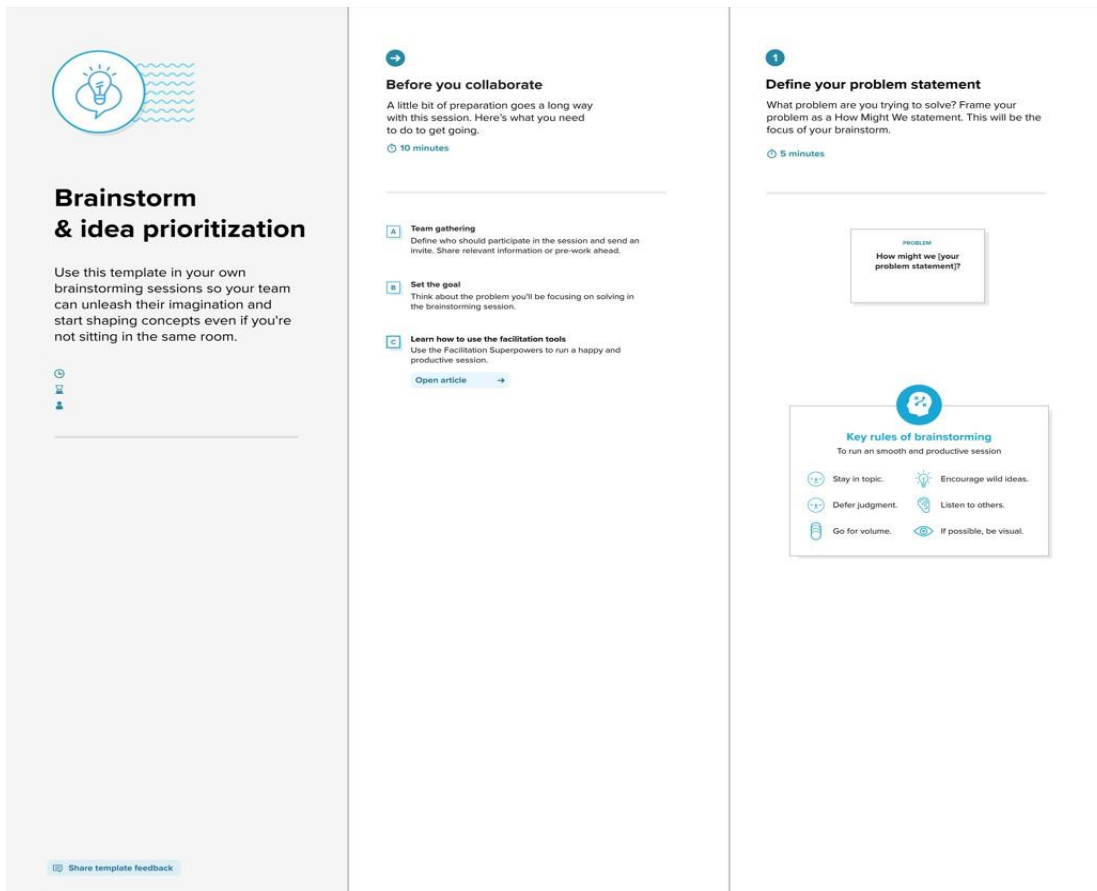 Brainstorm
& idea prioritization
Use this template in your own
brainstorming sessions so your team
can unleash their imagination and
start shaping concepts even if you're
not sitting in the same room.
Share template feedback
Before you collaborate
A little bit of preparation goes a long way
with this session. Here's what you need
to do to get going.
10 minutes
A
Team gathering
Define who should participate in the session and send an
invite. Share relevant information or pre-work ahead.
B
Set the goal
Think about the problem you'll be focusing on solving in
the brainstorming session.
C
Learn how to use the facilitation tools
Use the Facilitation Superpowers to run a happy and
productive session.
Open article
1
Define your problem statement
What problem are you trying to solve? Frame your
problem as a How Might We statement. This will be the
focus of your brainstorm.
5 minutes
PROBLEM
How might we [your
problem statement]?
Key rules of brainstorming
To run an smooth and productive session
Stay in topic.
Encourage wild ideas.
Defer judgment.
Listen to others.
Go for volume.
If possible, be visual.